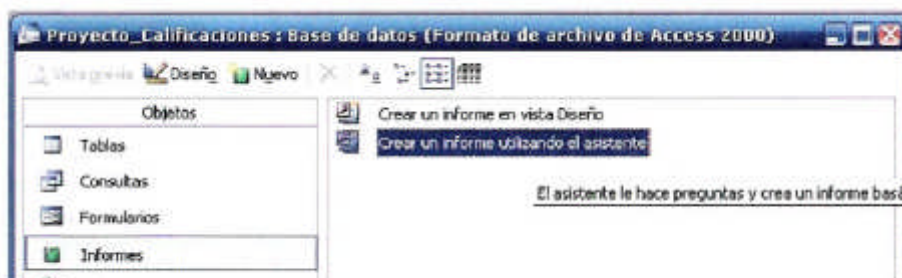 Proyecto_Calificaciones : Base de datos (Formato de archivo de Access 2000)
Vista previa Diseño Nuevo
Objetos
Crear un informe en vista Diseño
Tablas
Crear un informe utilizando el asistente
Consultas
El asistente le hace preguntas y crea un informe bas
Formularios
Informes